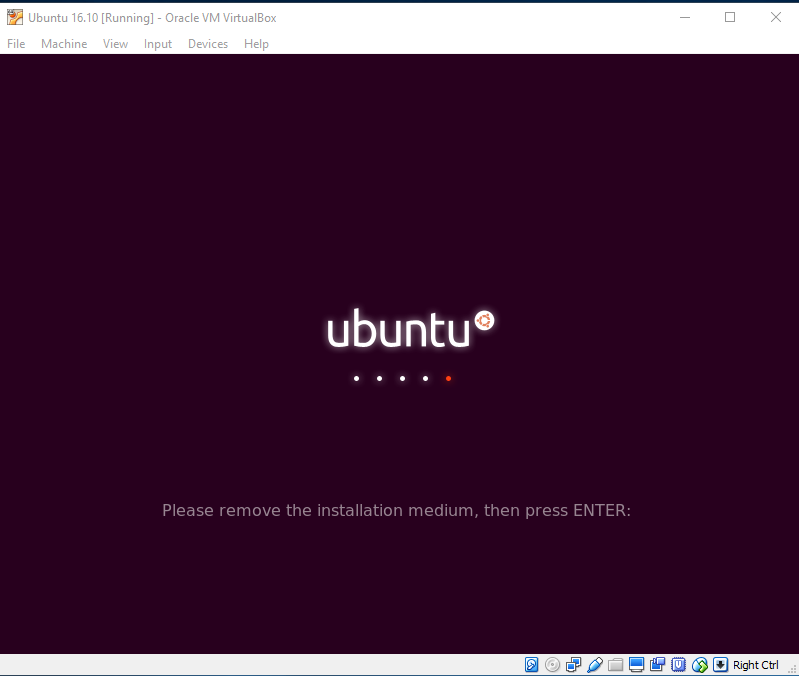 Ubuntu 16.10 [Running] - Oracle VM VirtualBox
File Machine View Input Devices Help
ubuntu
Please remove the installation medium, then press ENTER:
Right Ctrl